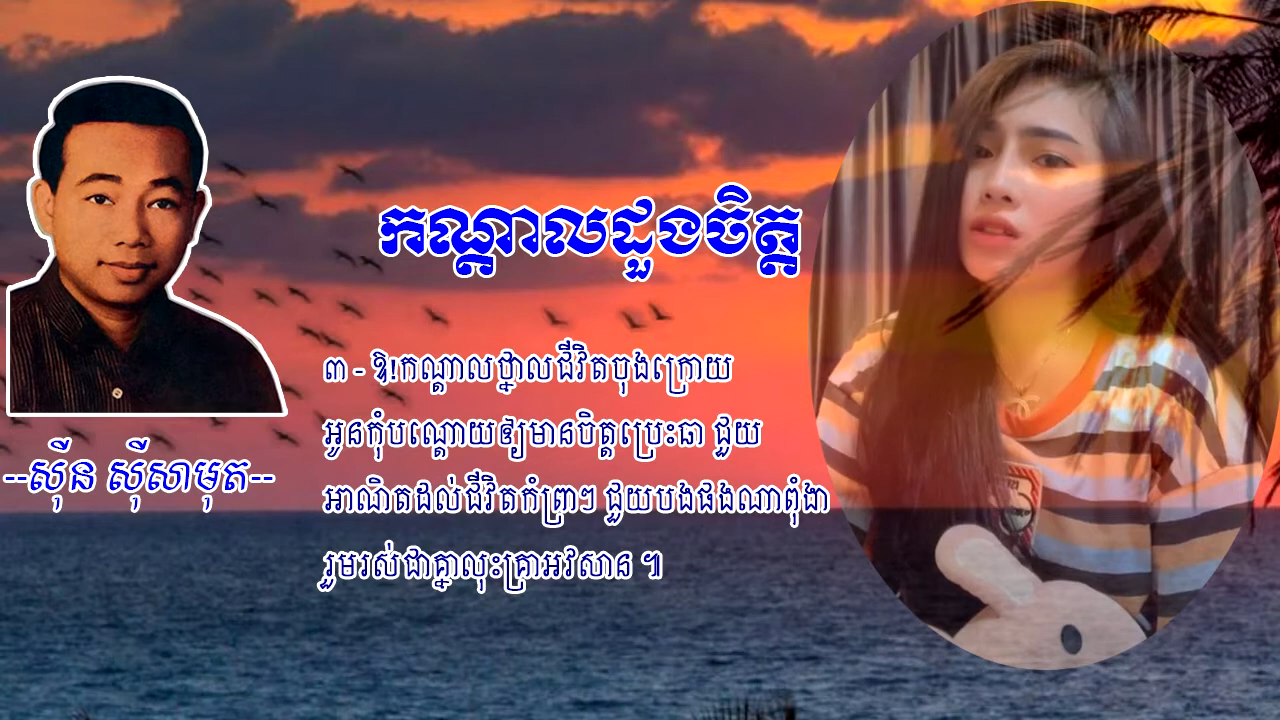 កណ្ដាលដួងចិត្ត
៣ - ឱ!កណ្ដាលថ្នាលជីវិតចុងក្រោយ
អូនកុំបណ្ដោយឲ្យមានចិត្តប្រេះឆា ជួយ
អាណិតដល់ជីវិតកំព្រាៗ ជួយបងផងណាពុំងា
រួមរស់ជាគ្នាលុះគ្រាអវសាន ៕
--ស៊ីន ស៊ីសាមុត--